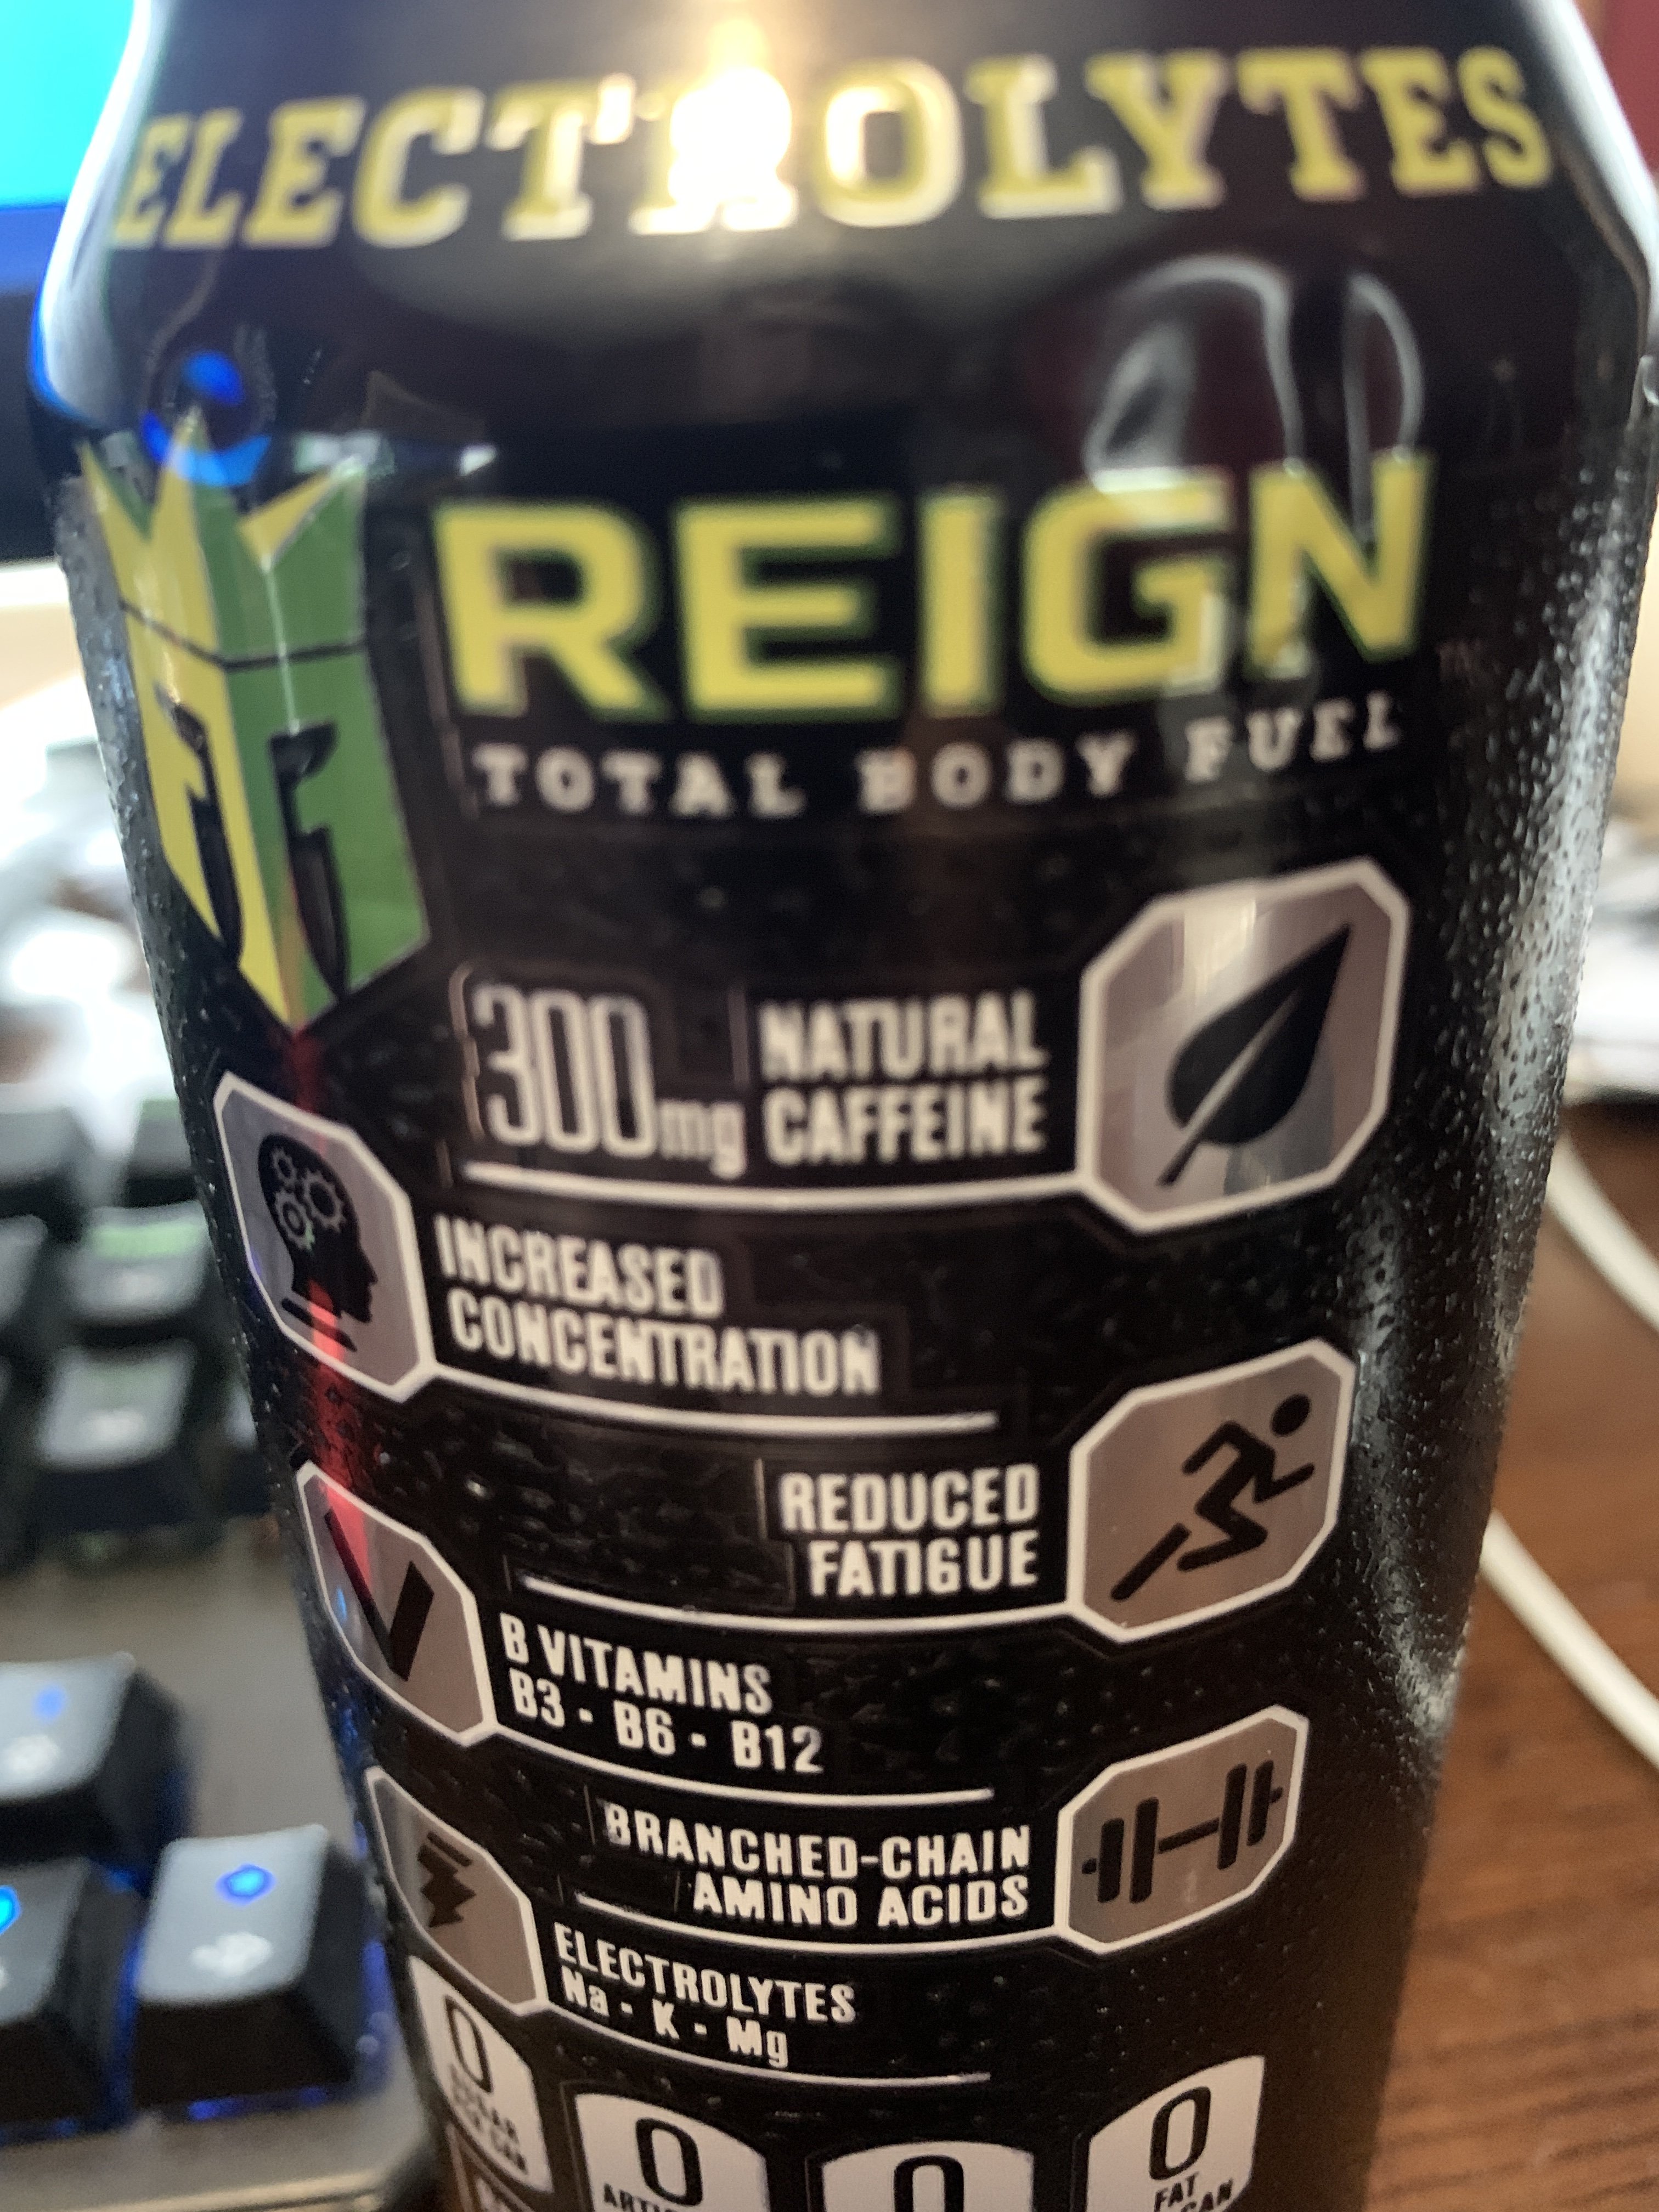 ELECTROLYTES
REIGN
TOTAL BODY FUEL
300mg NATURAL
CAFFEINE
INCREASED
CONCENTRATION
REDUCED
FATIGUE
B VITAMINS
B3 - B6 - B12
BRANCHED-CHAIN
AMINO ACIDS
ELECTROLYTES
Na - K - Mg
0
0
0
0
FAT